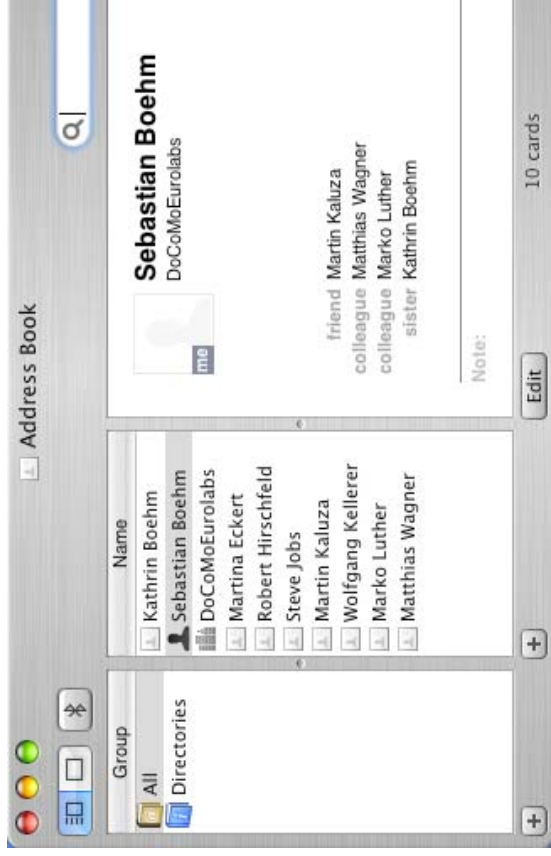 Address Book
Group
All
Directories
Name
Kathrin Boehm
Sebastian Boehm
DoCoMoEurolabs
Martina Eckert
Robert Hirschfeld
Steve Jobs
Martin Kaluza
Wolfgang Kellerer
Marko Luther
Matthias Wagner
me
Sebastian Boehm
DoCoMoEurolabs
friend Martin Kaluza
colleague Matthias Wagner
colleague Marko Luther
sister Kathrin Boehm
Note:
+
+
Edit
10 cards